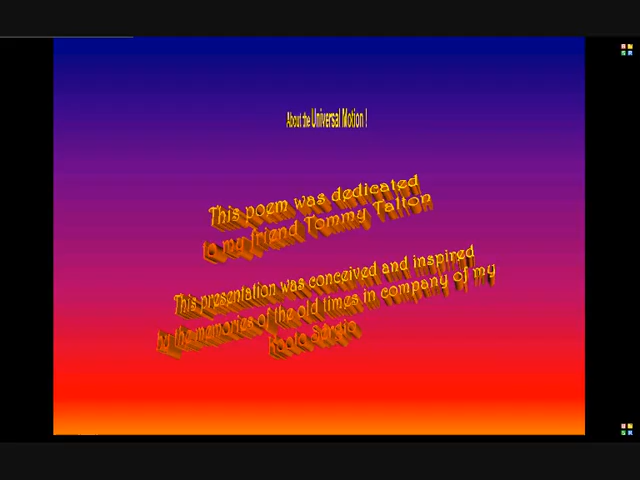 About the Universal Motion !
This poem was dedicated
to my friend Tommy Talton
This presentation was conceived and inspired
by the memories of the old times in company of my
Sergio